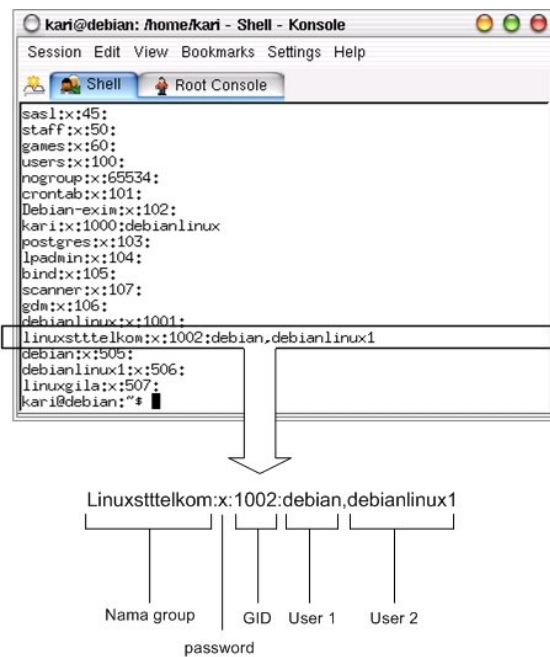 kari@debian: /home/kari - Shell - Konsole
Session Edit View Bookmarks Settings Help
Shell Root Console
sasl:x:45:
staff:x:50:
games:x:60:
users:x:100:
nogroup:x:65534:
crontab:x:101:
Debian-exim:x:102:
kari:x:1000:debianlinux
postgres:x:103:
lpadmin:x:104:
bind:x:105:
scanner:x:107:
gdm:x:106:
debianlinux:x:1001:
linuxstttelkom:x:1002:debian,debianlinux1
debian:x:505:
debianlinux1:x:506:
linuxgila:x:507:
kari@debian:~$
Linuxstttelkom:x:1002:debian,debianlinux1
Nama group GID User 1 User 2
password